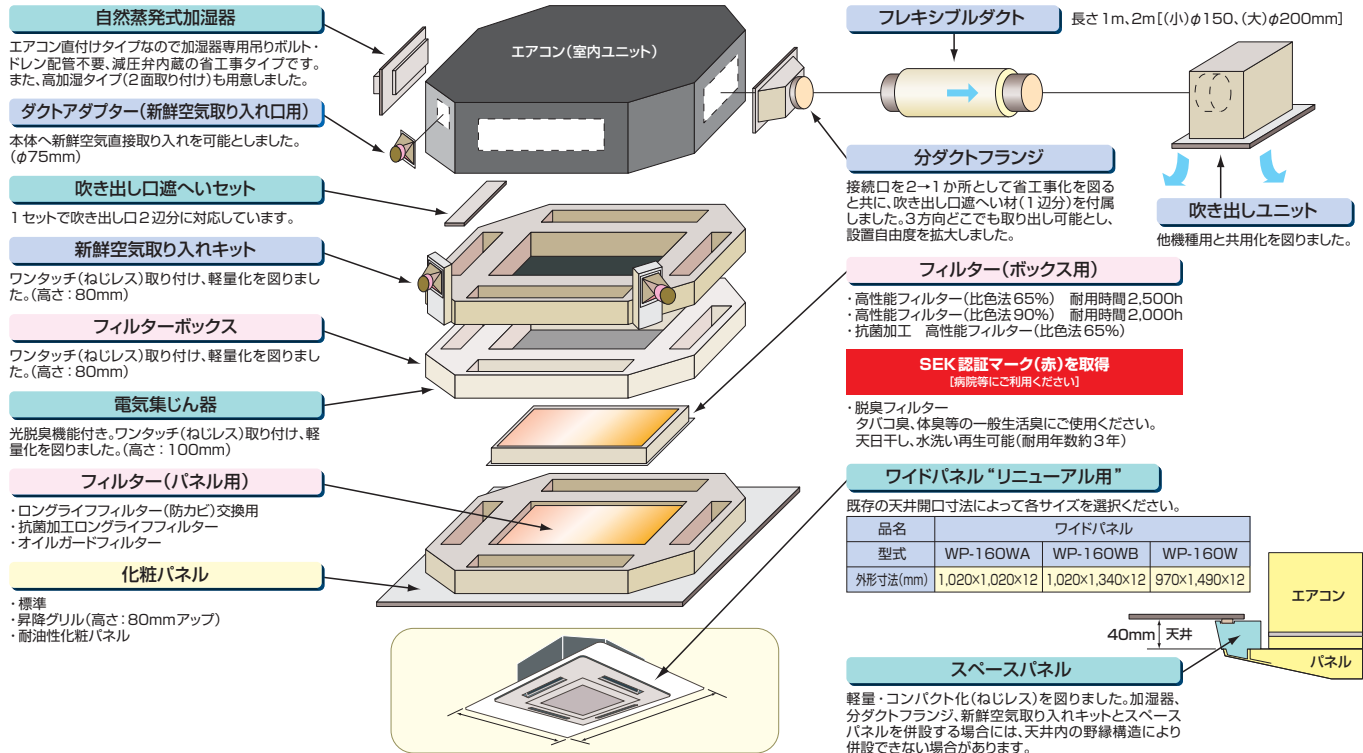 自然蒸発式加湿器
エアコン直付けタイプなので加湿器専用吊りボルト・
ドレン配管不要、減圧弁内蔵の省工事タイプです。
また、高加湿タイプ(2面取り付け)も用意しました。
ダクトアダプター(新鮮空気取り入れ口用)
本体へ新鮮空気直接取り入れを可能としました。
(φ75mm)
吹き出し口遮へいセット
1セットで吹き出し口2辺分に対応しています。
新鮮空気取り入れキット
ワンタッチ(ねじレス)取り付け、軽量化を図りまし
た。(高さ:80mm)
フィルターボックス
ワンタッチ(ねじレス)取り付け、軽量化を図りまし
た。(高さ:80mm)
電気集じん器
光脱臭機能付き。ワンタッチ(ねじレス)取り付け、軽
量化を図りました。(高さ:100mm)
フィルター(パネル用)
・ロングライフフィルター(防カビ)交換用
・抗菌加工ロングライフフィルター
・オイルガードフィルター
化粧パネル
・標準
・昇降グリル(高さ:80mmアップ)
・耐油性化粧パネル
エアコン(室内ユニット)
フレキシブルダクト 長さ1m、2m[(小)φ150、(大)φ200mm]
分ダクトフランジ
接続口を2→1か所として省工事化を図る
と共に、吹き出し口遮へい材(1辺分)を付属
しました。3方向どこでも取り出し可能とし、
設置自由度を拡大しました。
吹き出しユニット
他機種用と共用化を図りました。
フィルター(ボックス用)
・高性能フィルター(比色法65%) 耐用時間2,500h
・高性能フィルター(比色法90%) 耐用時間2,000h
・抗菌加工 高性能フィルター(比色法65%)
SEK認証マーク(赤)を取得
[病院等にご利用ください]
・脱臭フィルター
タバコ臭、体臭等の一般生活臭にご使用ください。
天日干し、水洗い再生可能(耐用年数約3年)
ワイドパネル“リニューアル用”
既存の天井開口寸法によって各サイズを選択ください。
品名 ワイドパネル
型式 WP-160WA WP-160WB WP-160W
外形寸法(mm) 1,020×1,020×12 1,020×1,340×12 970×1,490×12
エアコン
40mm 天井
パネル
スペースパネル
軽量・コンパクト化(ねじレス)を図りました。加湿器、
分ダクトフランジ、新鮮空気取り入れキットとスペース
パネルを併設する場合には、天井内の野縁構造により
併設できない場合があります。